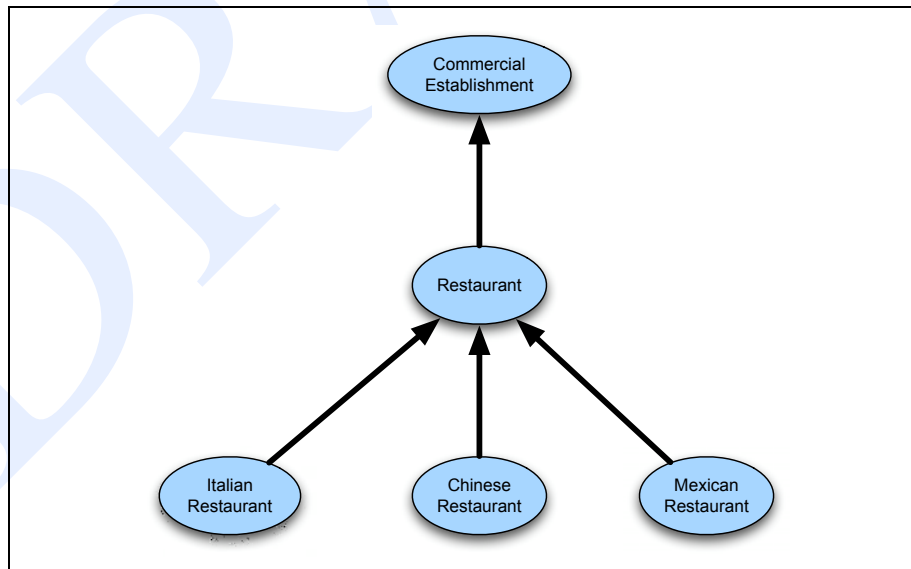 Commercial
Establishment
Restaurant
Italian
Restaurant
Chinese
Restaurant
Mexican
Restaurant